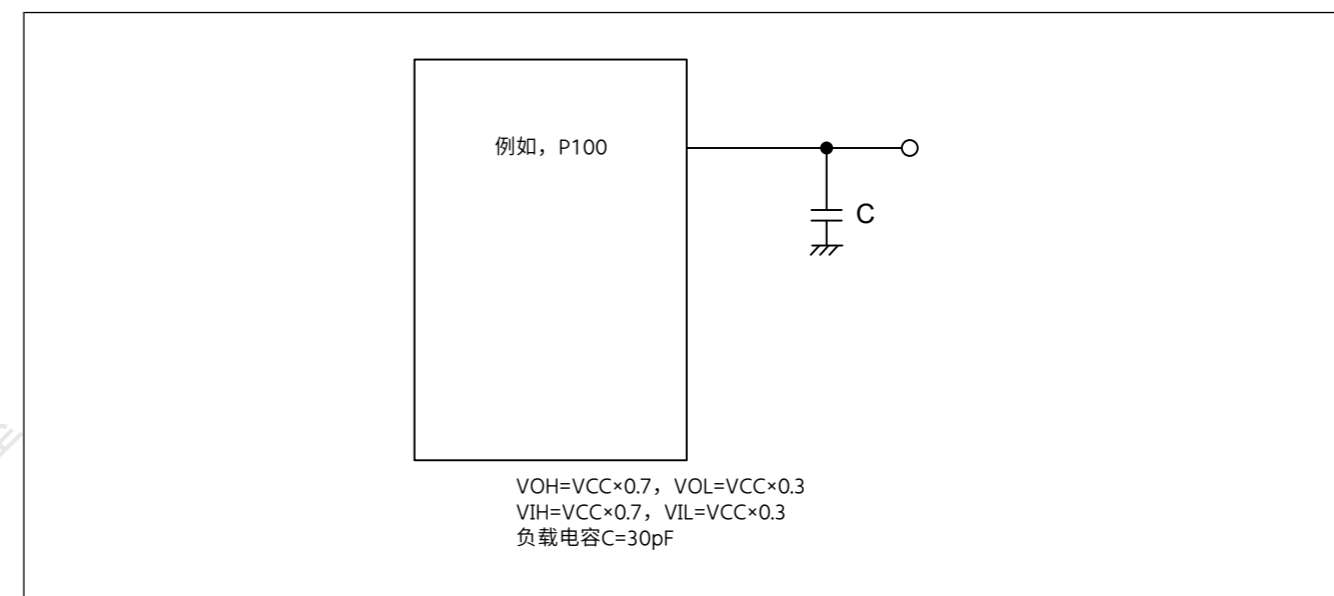 例如，P100
C
VOH=VCC×0.7，VOL=VCC×0.3
VIH=VCC×0.7，VIL=VCC×0.3
负载电容C=30pF